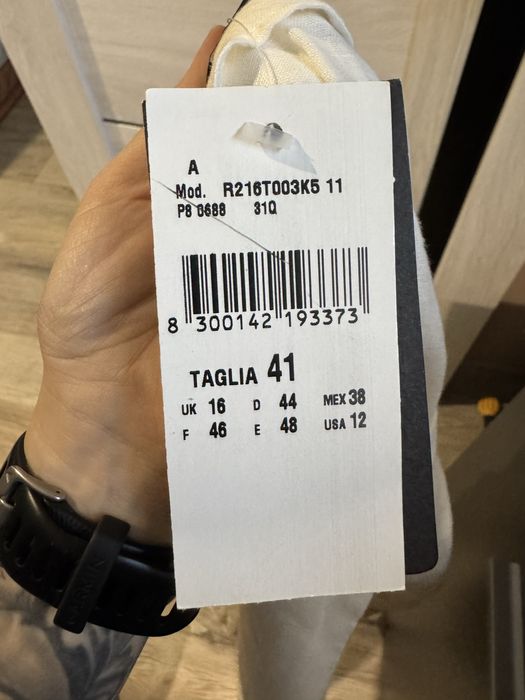 A
Mod. R216T003K5 11
P8 0688 31Q
8 300142 193373
TAGLIA 41
UK 16 D 44 MEX 38
F 46 E 48 USA 12
GARMIN